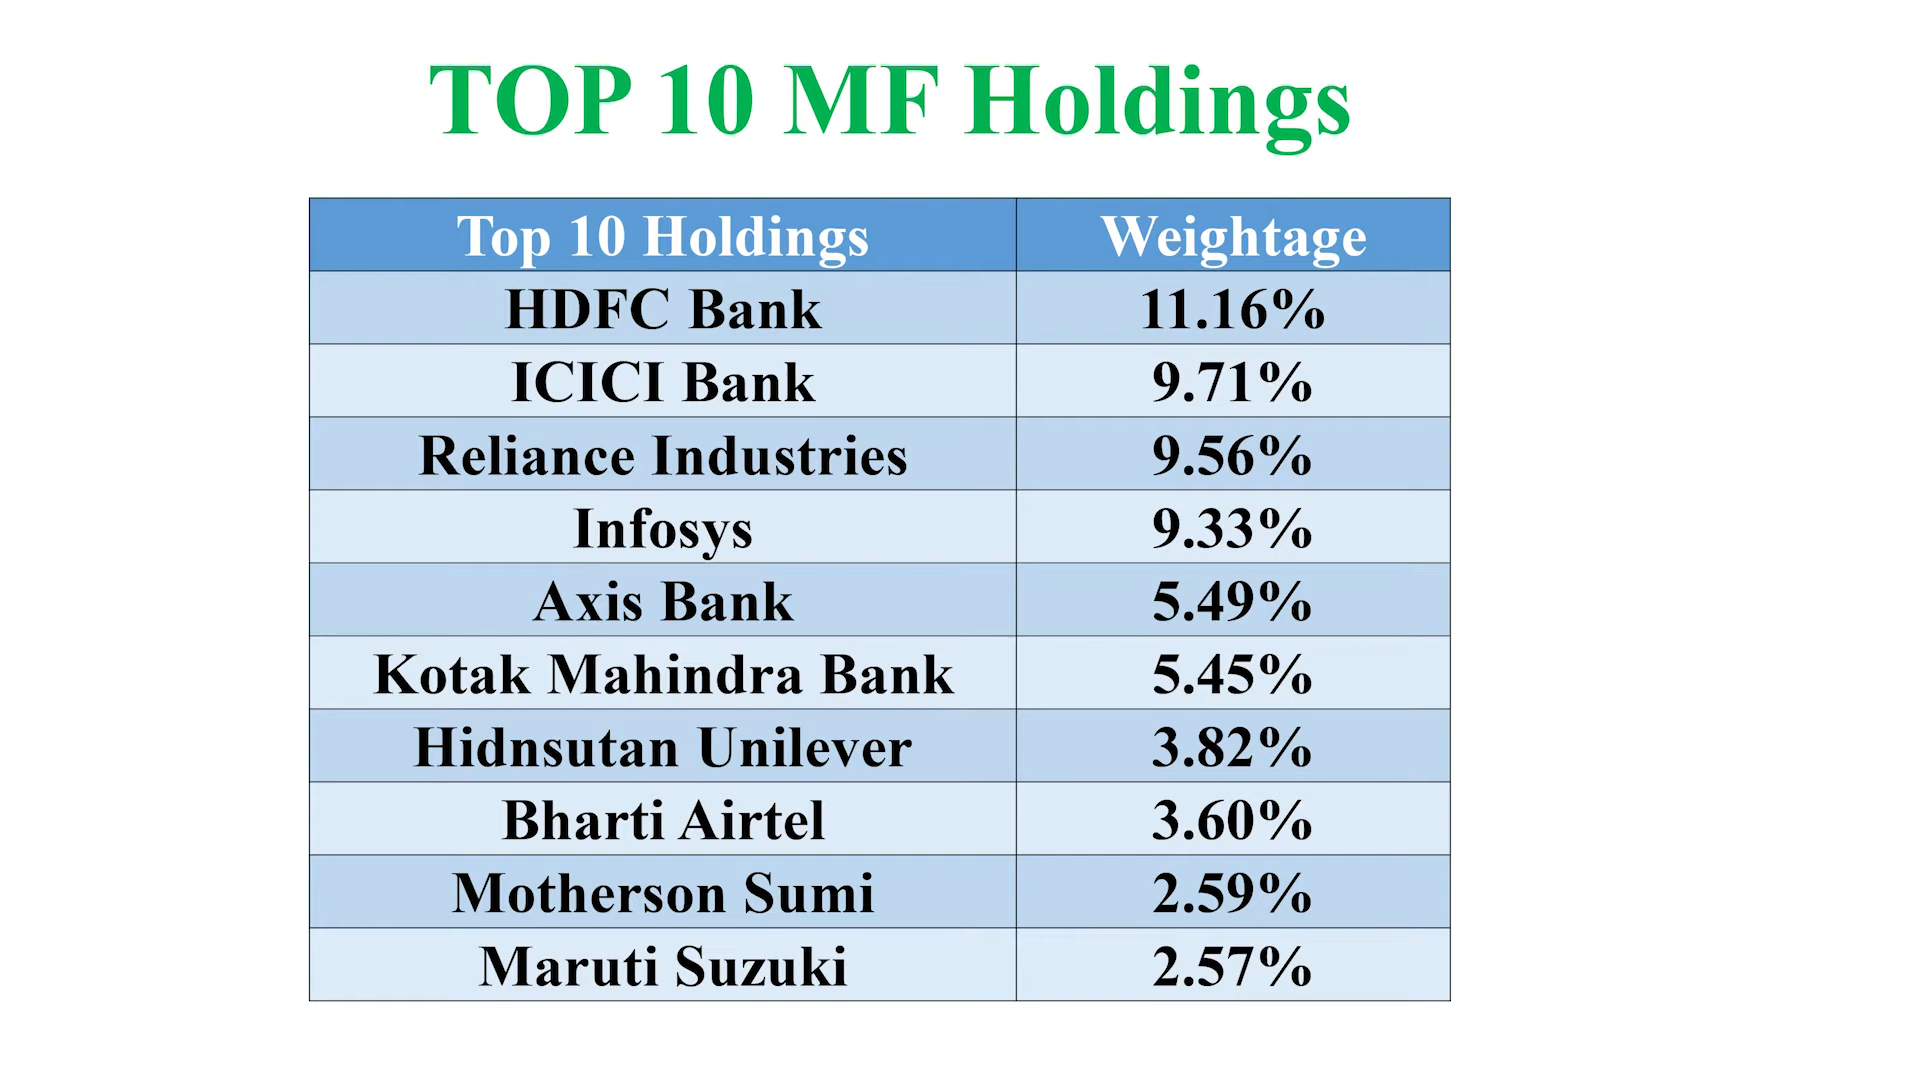 TOP 10 MF Holdings
Top 10 Holdings Weightage
HDFC Bank 11.16%
ICICI Bank 9.71%
Reliance Industries 9.56%
Infosys 9.33%
Axis Bank 5.49%
Kotak Mahindra Bank 5.45%
Hidnsutan Unilever 3.82%
Bharti Airtel 3.60%
Motherson Sumi 2.59%
Maruti Suzuki 2.57%